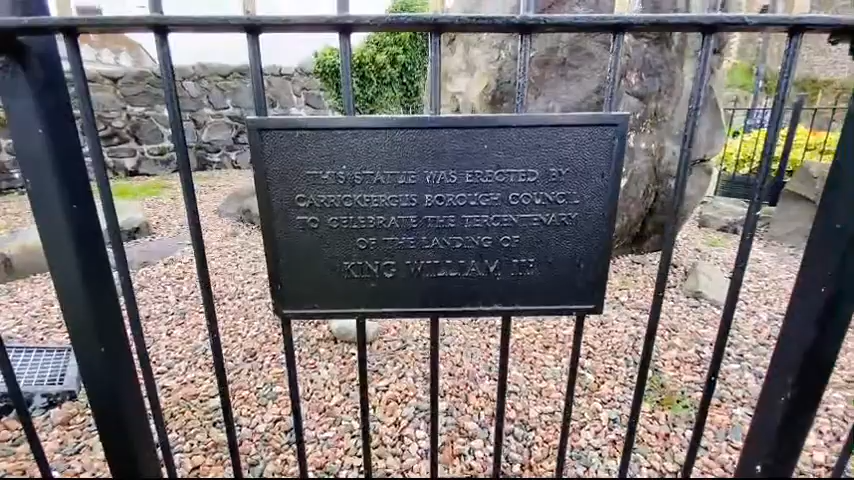 THIS STATUE WAS ERECTED BY
CARRICKFERGUS BOROUGH COUNCIL
TO CELEBRATE THE TERCENTENARY
OF THE LANDING OF
KING WILLIAM III